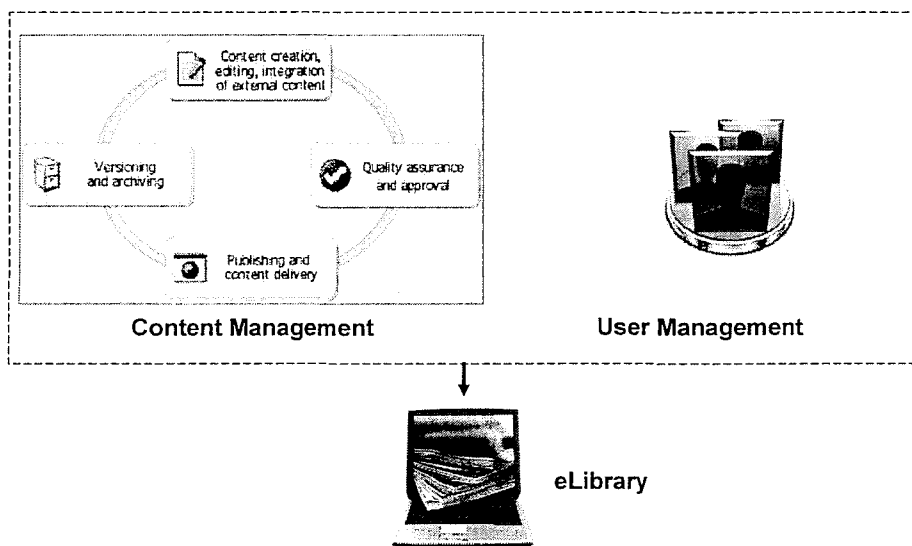 Content creation,
editing, integration
of external content
Versioning
and archiving
Quality assurance
and approval
Publishing and
content delivery
Content Management
User Management
eLibrary